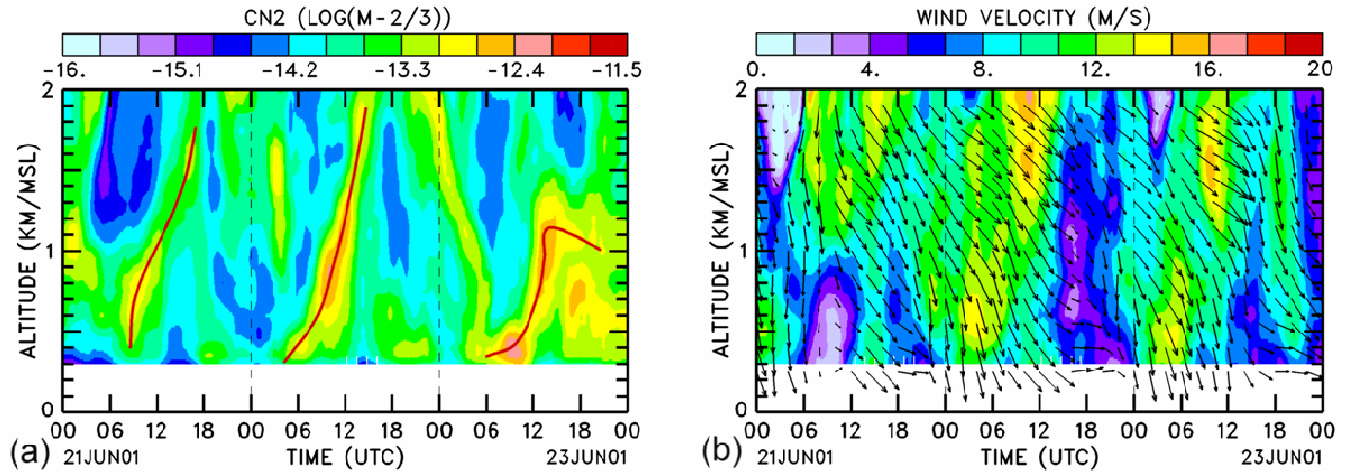 CN2 (LOG(M-2/3))
-16. -15.1 -14.2 -13.3 -12.4 -11.5
2
1
0
ALTITUDE (KM/MSL)
00 06 12 18 00 06 12 18 00 06 12 18 00
(a) 21JUN01 TIME (UTC) 23JUN01
WIND VELOCITY (M/S)
0. 4. 8. 12. 16. 20
2
1
0
ALTITUDE (KM/MSL)
00 06 12 18 00 06 12 18 00 06 12 18 00
(b) 21JUN01 TIME (UTC) 23JUN01